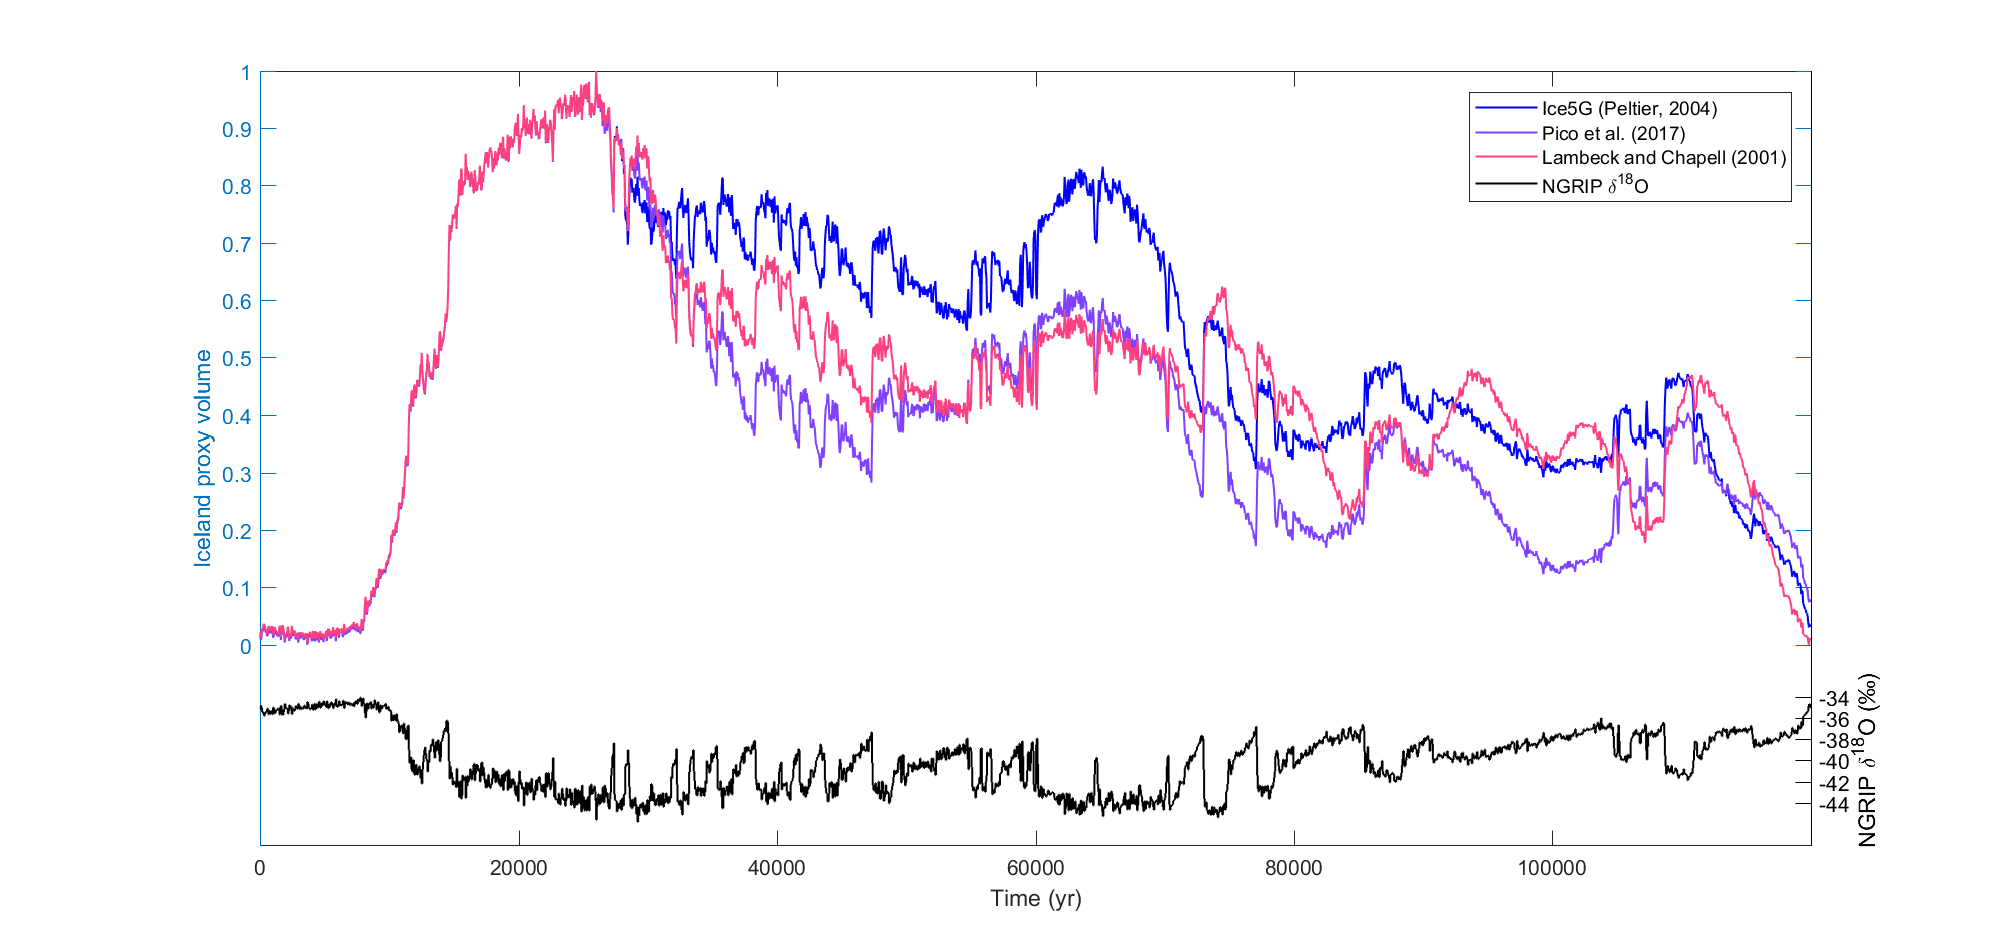 1
0.9
0.8
0.7
0.6
0.5
0.4
0.3
0.2
0.1
0
Iceland proxy volume
Ice5G (Peltier, 2004)
Pico et al. (2017)
Lambeck and Chapell (2001)
NGRIP δ¹⁸O
-34
-36
-38
-40
-42
-44
NGRIP δ¹⁸O (‰)
0 20000 40000 60000 80000 100000
Time (yr)